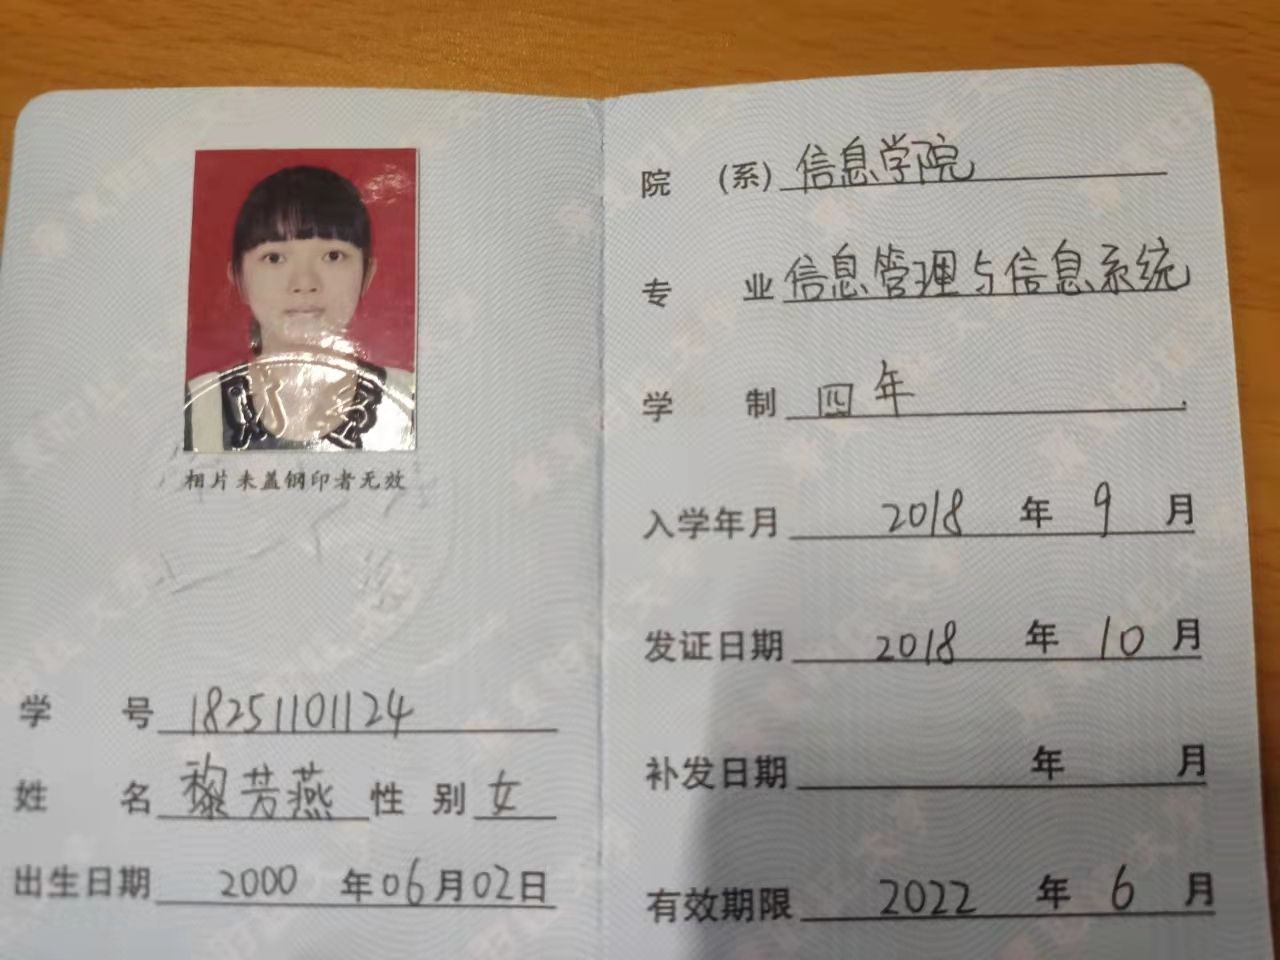 相片未盖钢印者无效
学 号 18251101124
姓 名 黎芳燕 性 别 女
出生日期 2000 年 06 月 02 日
院 (系) 信息学院
专 业 信息管理与信息系统
学 制 四年
入学年月 2018 年 9 月
发证日期 2018 年 10 月
补发日期 年 月
有效期限 2022 年 6 月